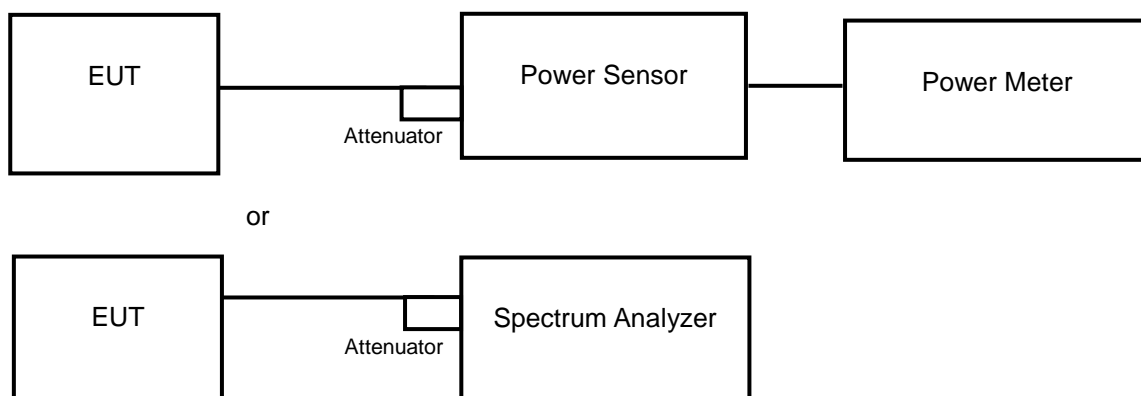 EUT
Power Sensor
Power Meter
Attenuator
or
EUT
Spectrum Analyzer
Attenuator